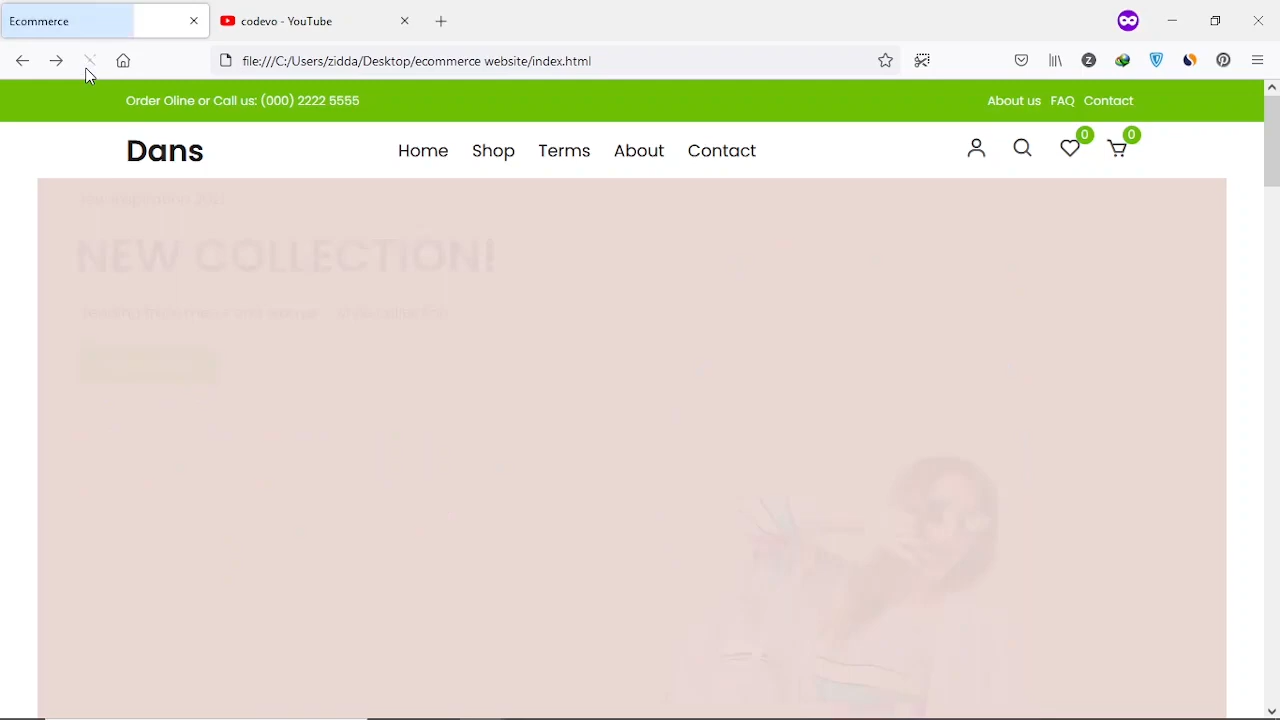 Ecommerce
codevo - YouTube
file:///C:/Users/zidda/Desktop/ecommerce website/index.html
Order Oline or Call us: (000) 2222 5555
About us FAQ Contact
Dans
Home Shop Terms About Contact
0
0
NEW COLLECTION!